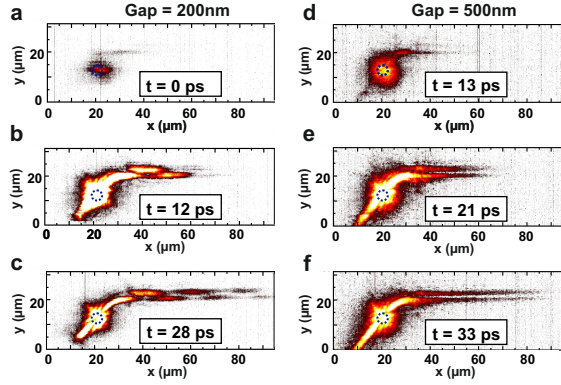 Gap = 200nm
Gap = 500nm
a
y (µm)
20
0
t = 0 ps
0 20 40 60 80
x (µm)
d
y (µm)
20
0
t = 13 ps
0 20 40 60 80
x (µm)
b
y (µm)
20
0
t = 12 ps
0 20 40 60 80
x (µm)
e
y (µm)
20
0
t = 21 ps
0 20 40 60 80
x (µm)
c
y (µm)
20
0
t = 28 ps
0 20 40 60 80
x (µm)
f
y (µm)
20
0
t = 33 ps
0 20 40 60 80
x (µm)